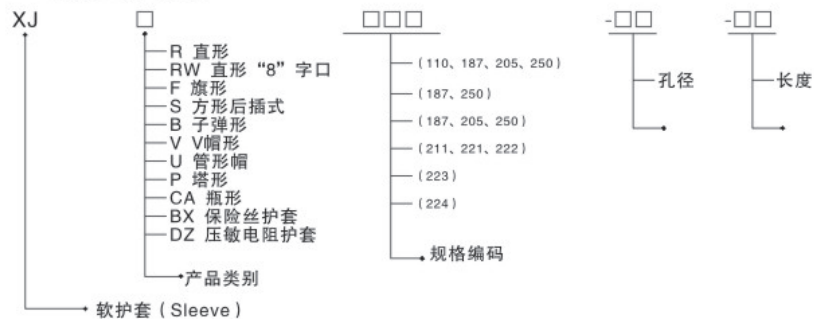 XJ □ □□□ -□□ -□□
R 直形
RW 直形 “8” 字口
F 旗形
S 方形后插式
B 子弹形
V V帽形
U 管形帽
P 塔形
CA 瓶形
BX 保险丝护套
DZ 压敏电阻护套
产品类别
软护套（Sleeve）
（110、187、205、250）
（187、250）
（187、205、250）
（211、221、222）
（223）
（224）
规格编码
孔径
长度